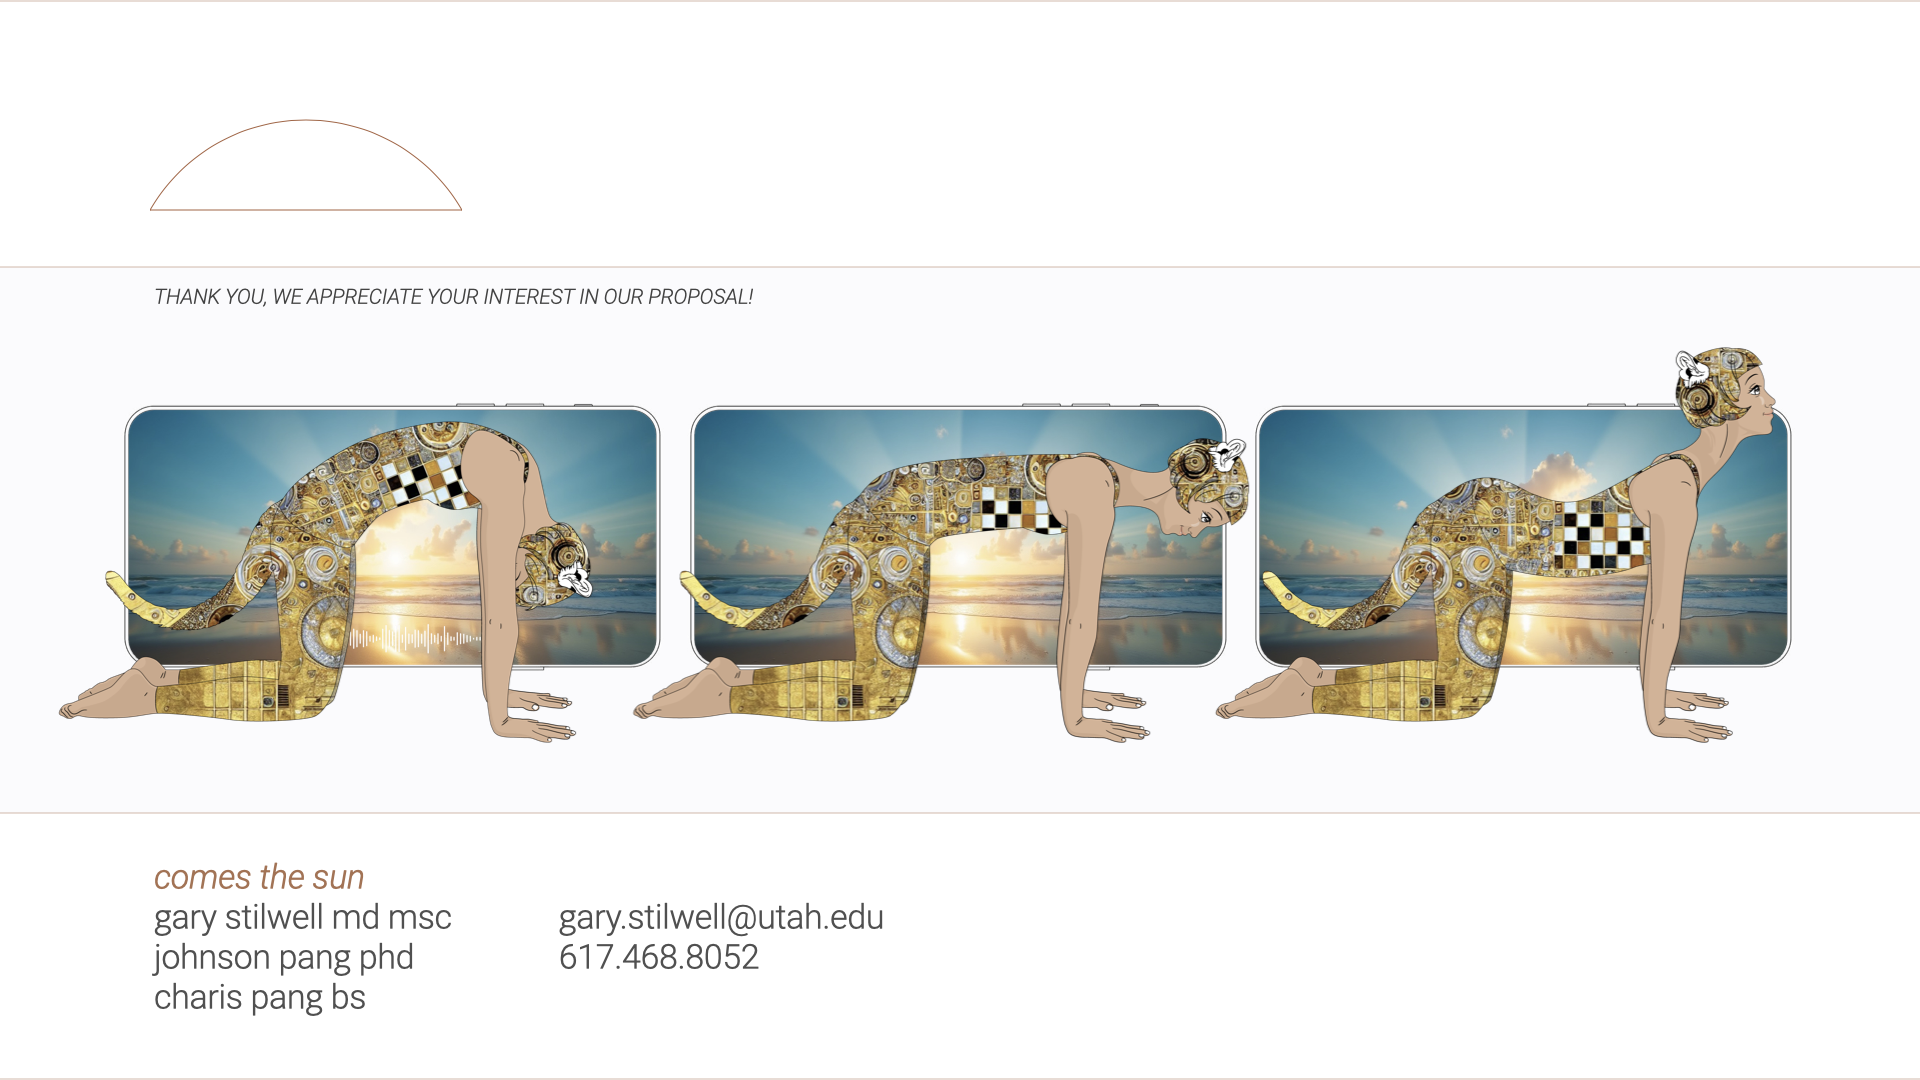 THANK YOU, WE APPRECIATE YOUR INTEREST IN OUR PROPOSAL!
comes the sun
gary stilwell md msc
johnson pang phd
charis pang bs
gary.stilwell@utah.edu
617.468.8052